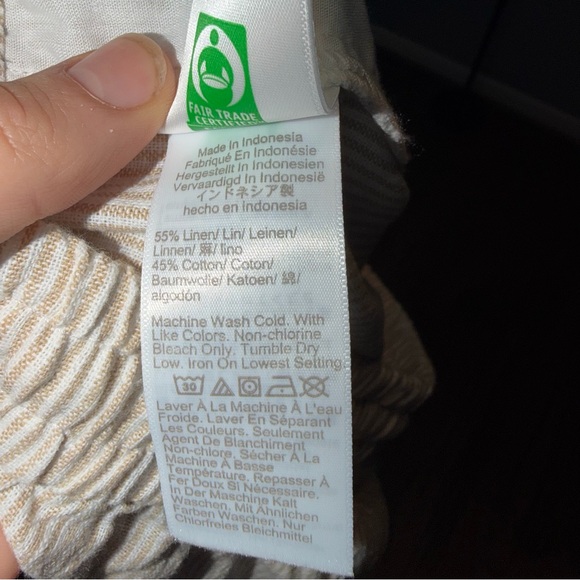 FAIR TRADE
CERTIFIED
Made In Indonesia
Fabriqué En Indonésie
Hergestellt In Indonesien
Vervaardigd In Indonesië
インドネシア製
hecho en indonesia
55% Linen/ Lin/ Leinen/
Linnen/ 麻/ lino
45% Cotton/ Coton/
Baumwolle/ Katoen/ 綿/
algodón
Machine Wash Cold. With
Like Colors. Non-chlorine
Bleach Only. Tumble Dry
Low. Iron On Lowest Setting
30
Laver À La Machine À L'eau
Froide. Laver En Séparant
Les Couleurs. Seulement
Agent De Blanchiment
Non-chlore. Sécher À La
Machine À Basse
Température. Repasser À
Fer Doux Si Nécessaire.
In Der Maschine Kalt
Waschen, Mit Ähnlichen
Farben Waschen. Nur
Chlorfreies Bleichmittel